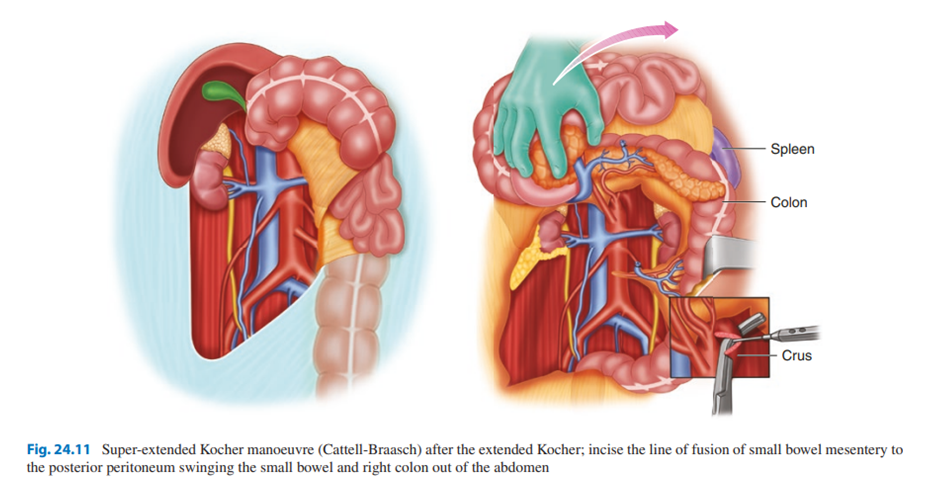 Spleen
Colon
Crus
Fig. 24.11 Super-extended Kocher manoeuvre (Cattell-Braasch) after the extended Kocher; incise the line of fusion of small bowel mesentery to
the posterior peritoneum swinging the small bowel and right colon out of the abdomen